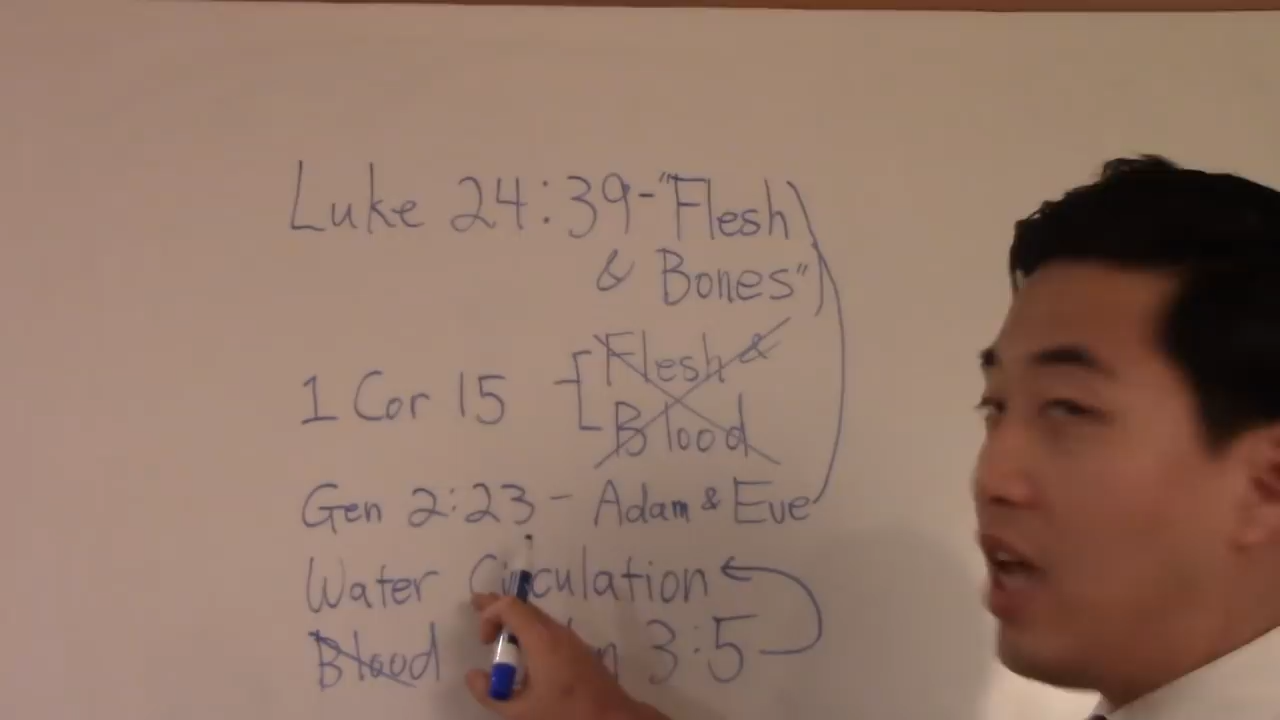 Luke 24:39-"Flesh
& Bones"
1 Cor 15
Flesh &
Blood
Gen 2:23 - Adam & Eve
Water Circulation
Blood 3:5